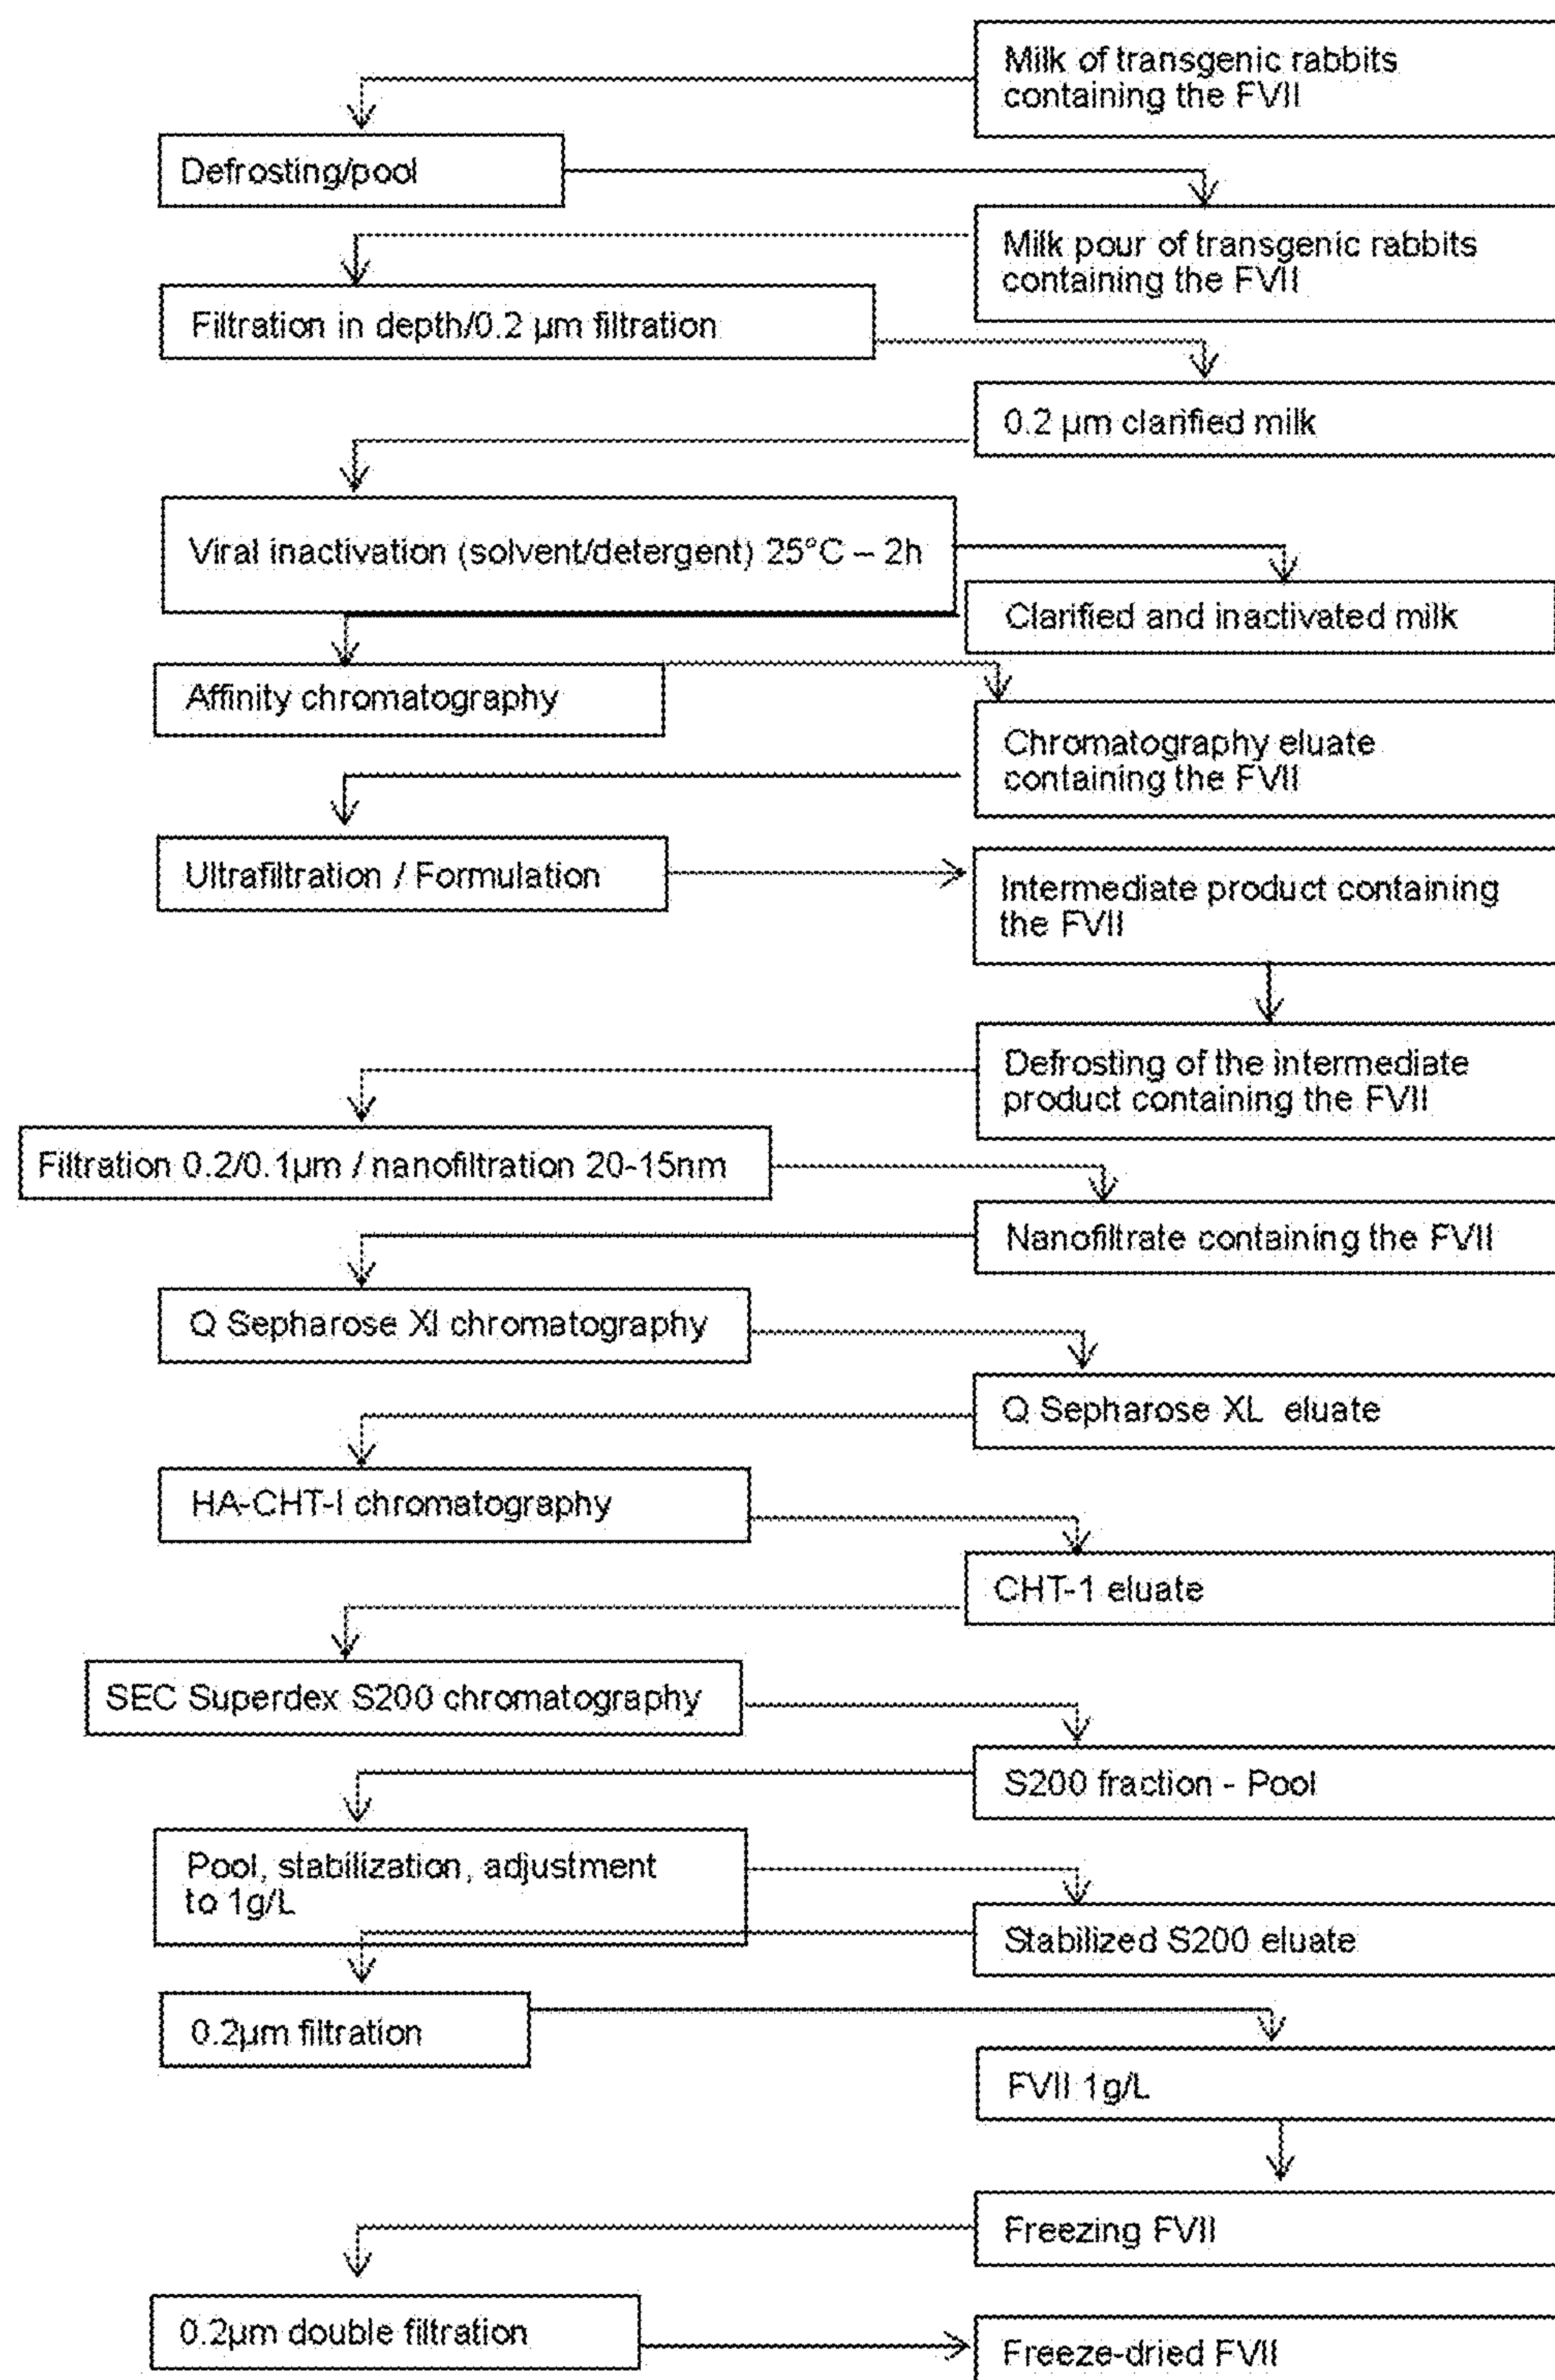 Milk of transgenic rabbits
containing the FVII
Defrosting/pool
Milk pour of transgenic rabbits
containing the FVII
Filtration in depth/0.2 µm filtration
0.2 µm clarified milk
Viral inactivation (solvent/detergent) 25°C – 2h
Clarified and inactivated milk
Affinity chromatography
Chromatography eluate
containing the FVII
Ultrafiltration / Formulation
Intermediate product containing
the FVII
Defrosting of the intermediate
product containing the FVII
Filtration 0.2/0.1µm / nanofiltration 20-15nm
Nanofiltrate containing the FVII
Q Sepharose Xl chromatography
Q Sepharose XL eluate
HA-CHT-I chromatography
CHT-1 eluate
SEC Superdex S200 chromatography
S200 fraction - Pool
Pool, stabilization, adjustment
to 1g/L
Stabilized S200 eluate
0.2µm filtration
FVII 1g/L
Freezing FVII
0.2µm double filtration
Freeze-dried FVII